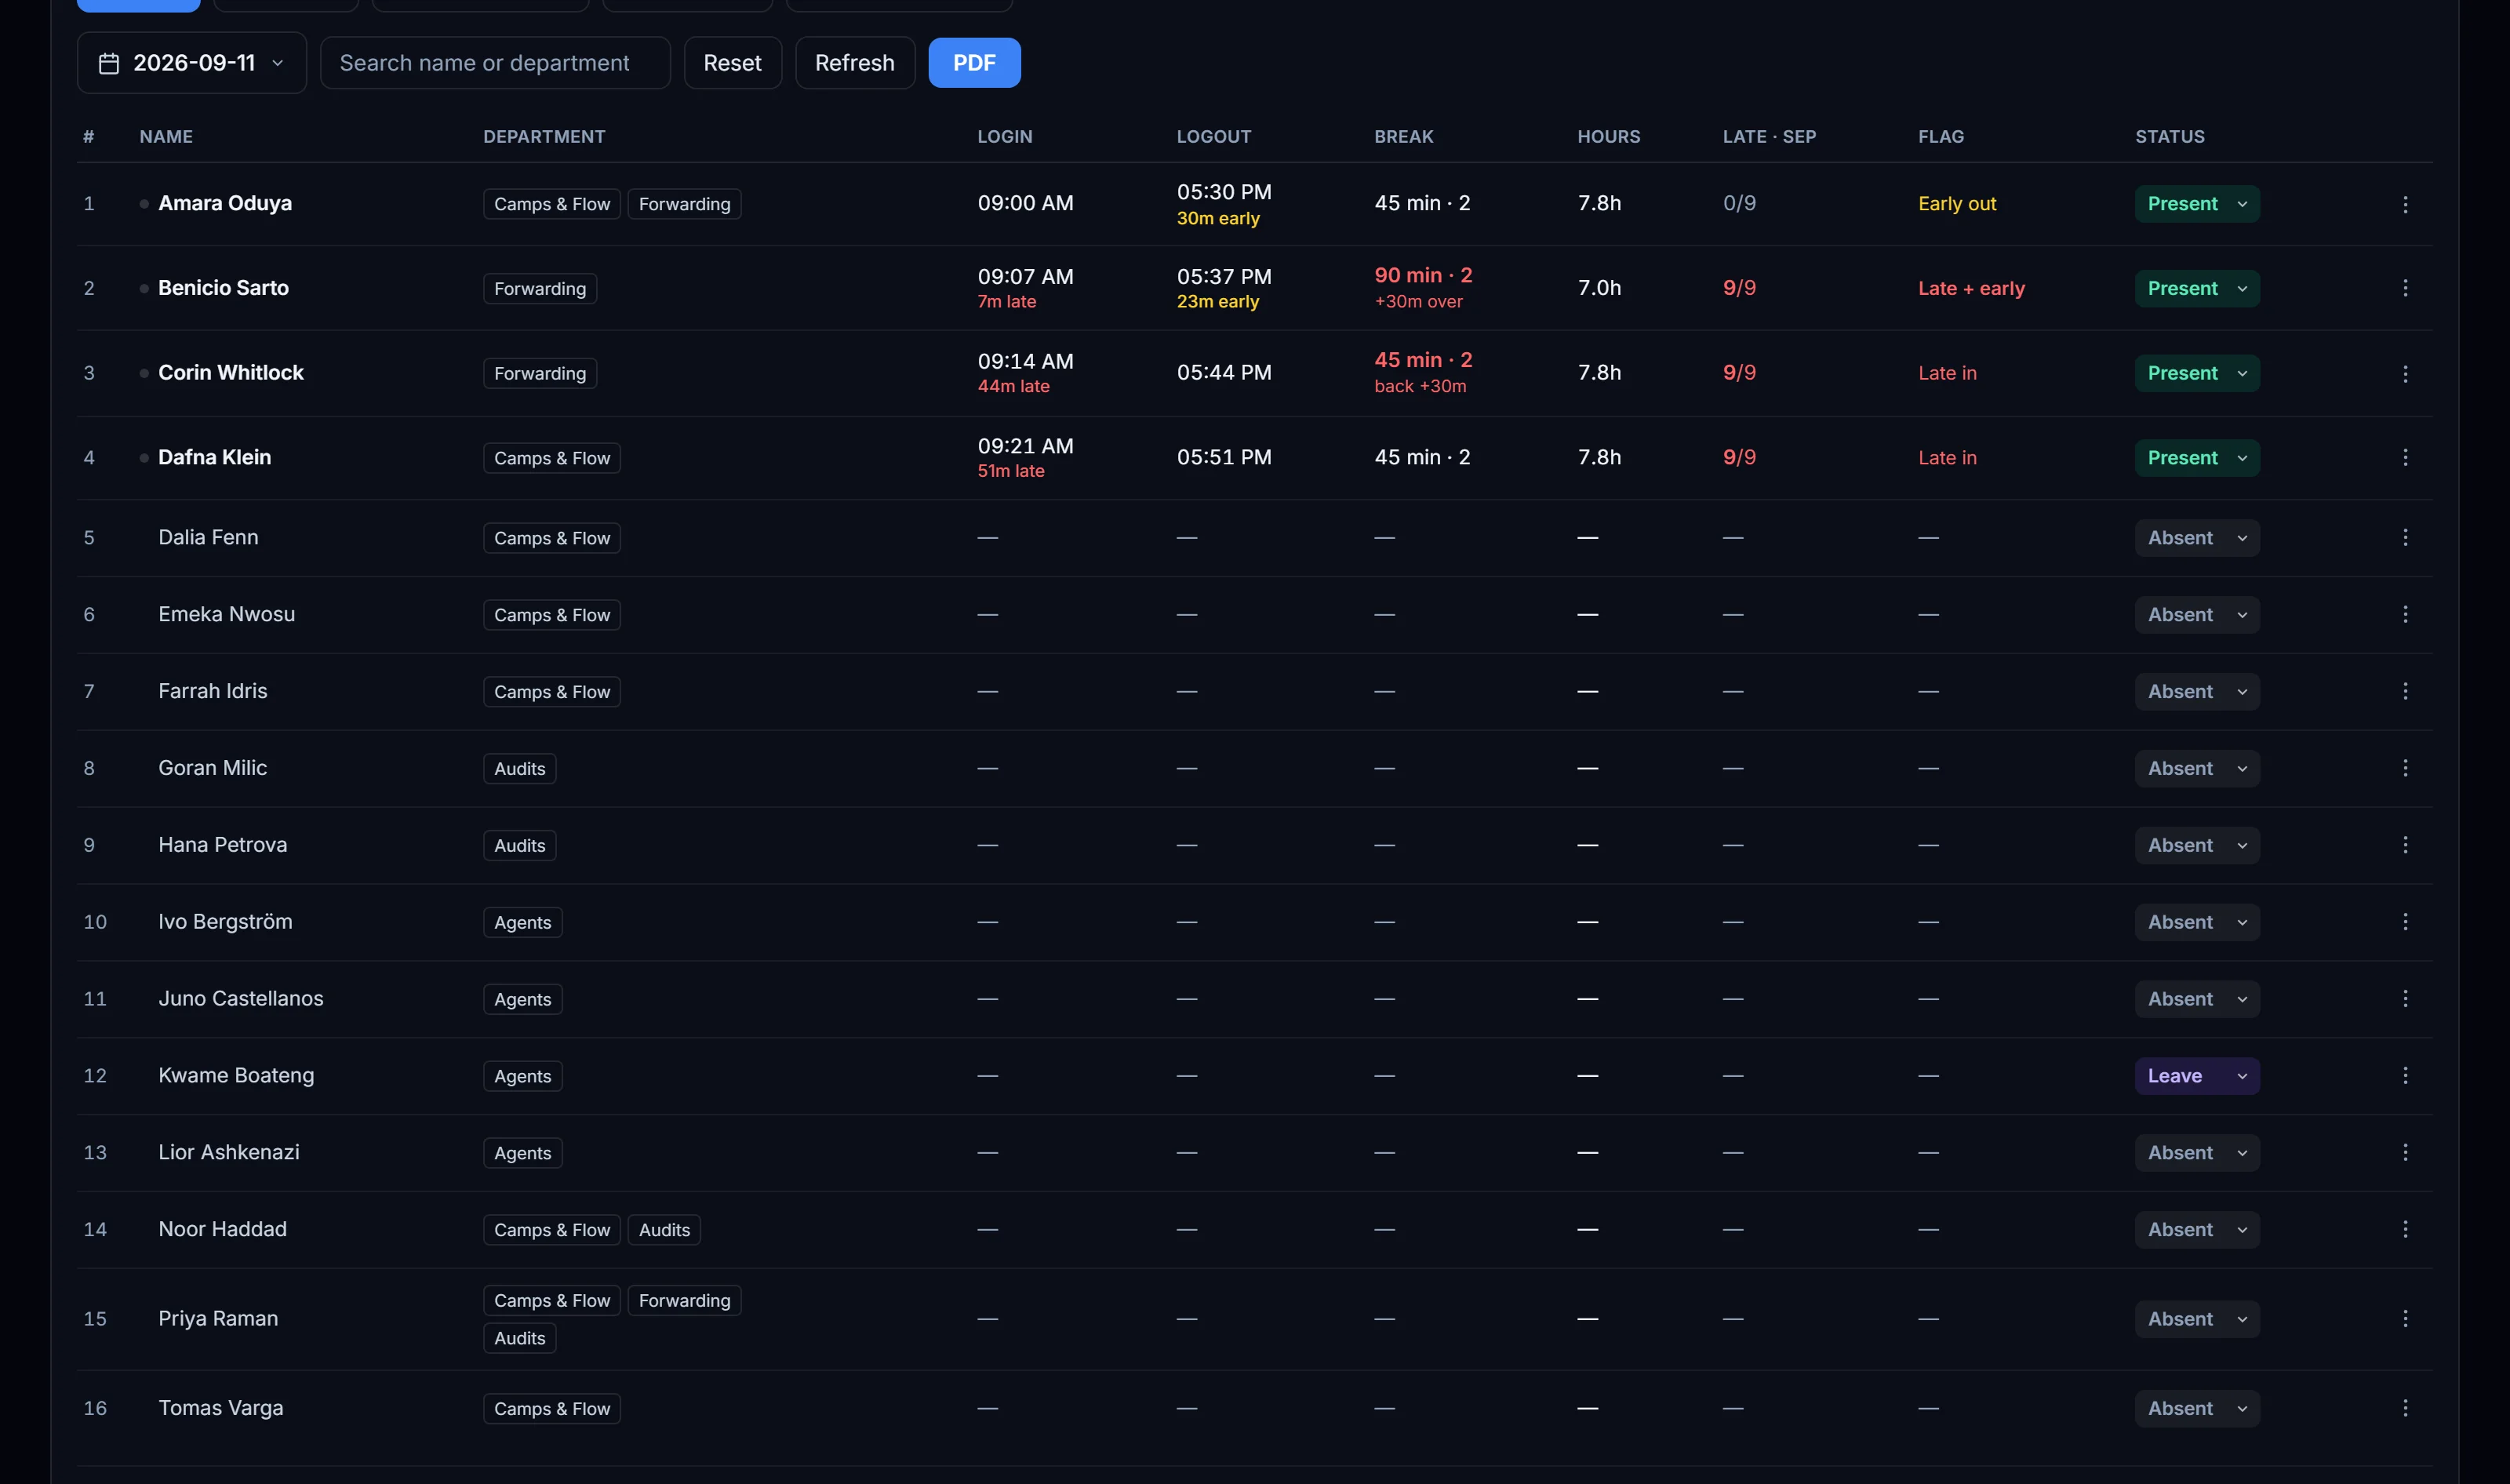 2026-09-11 Search name or department Reset Refresh PDF
# NAME DEPARTMENT LOGIN LOGOUT BREAK HOURS LATE · SEP FLAG STATUS
1 Amara Oduya Camps & Flow Forwarding 09:00 AM 05:30 PM 45 min · 2 7.8h 0/9 Early out Present
30m early
2 Benicio Sarto Forwarding 09:07 AM 05:37 PM 90 min · 2 7.0h 9/9 Late + early Present
7m late 23m early +30m over
3 Corin Whitlock Forwarding 09:14 AM 05:44 PM 45 min · 2 7.8h 9/9 Late in Present
44m late back +30m
4 Dafna Klein Camps & Flow 09:21 AM 05:51 PM 45 min · 2 7.8h 9/9 Late in Present
51m late
5 Dalia Fenn Camps & Flow — — — — — — Absent
6 Emeka Nwosu Camps & Flow — — — — — — Absent
7 Farrah Idris Camps & Flow — — — — — — Absent
8 Goran Milic Audits — — — — — — Absent
9 Hana Petrova Audits — — — — — — Absent
10 Ivo Bergström Agents — — — — — — Absent
11 Juno Castellanos Agents — — — — — — Absent
12 Kwame Boateng Agents — — — — — — Leave
13 Lior Ashkenazi Agents — — — — — — Absent
14 Noor Haddad Camps & Flow Audits — — — — — — Absent
15 Priya Raman Camps & Flow Forwarding — — — — — — Absent
Audits
16 Tomas Varga Camps & Flow — — — — — — Absent